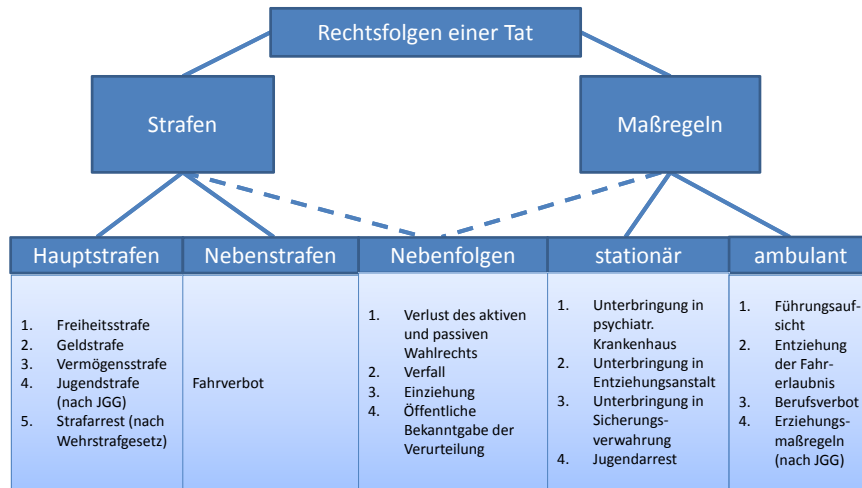 Rechtsfolgen einer Tat
Strafen
Maßregeln
Hauptstrafen
Nebenstrafen
Nebenfolgen
stationär
ambulant
1. Freiheitsstrafe
2. Geldstrafe
3. Vermögensstrafe
4. Jugendstrafe
(nach JGG)
5. Strafarrest (nach
Wehrstrafgesetz)
Fahrverbot
1. Verlust des aktiven
und passiven
Wahlrechts
2. Verfall
3. Einziehung
4. Öffentliche
Bekanntgabe der
Verurteilung
1. Unterbringung in
psychiatr.
Krankenhaus
2. Unterbringung in
Entziehungsanstalt
3. Unterbringung in
Sicherungs-
verwahrung
4. Jugendarrest
1. Führungsauf-
sicht
2. Entziehung
der Fahr-
erlaubnis
3. Berufsverbot
4. Erziehungs-
maßregeln
(nach JGG)